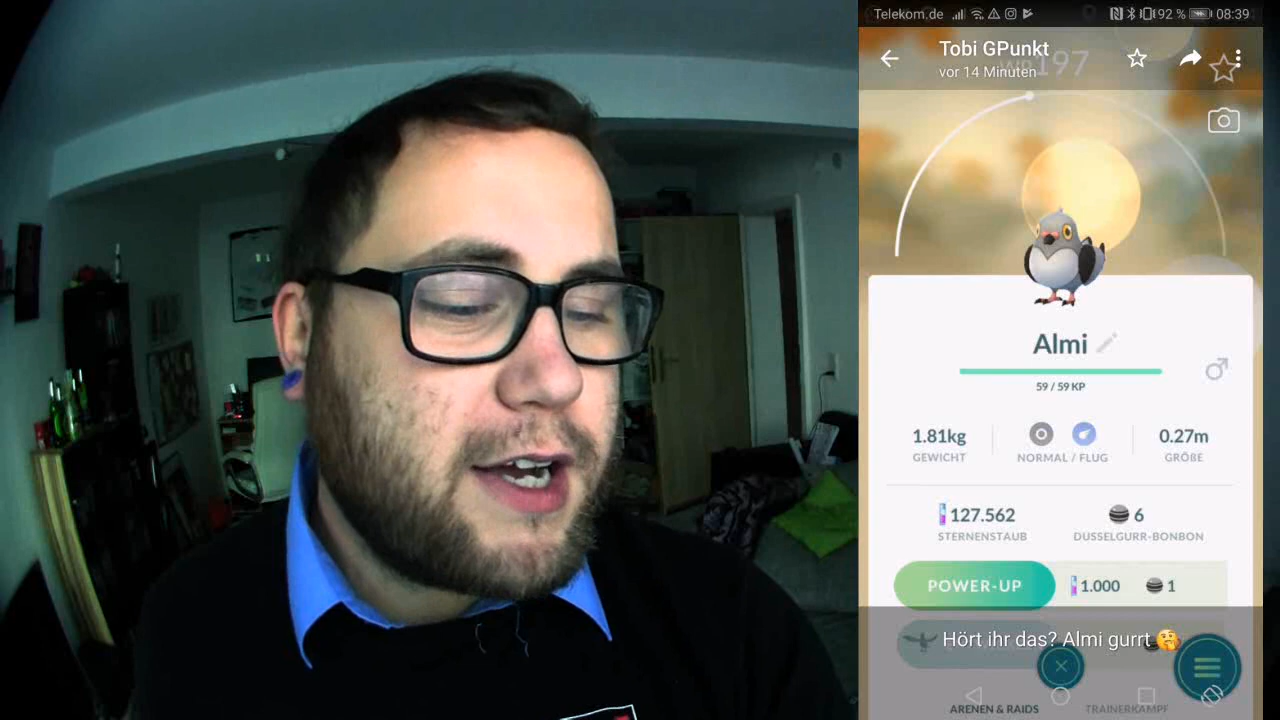 Telekom.de 92 % 08:39
Tobi GPunkt
WP197
vor 14 Minuten
Almi
59 / 59 KP
1.81kg
GEWICHT
NORMAL / FLUG
0.27m
GRÖßE
127.562
STERNENSTAUB
6
DUSSELGURR-BONBON
POWER-UP
1.000
1
Hört ihr das? Almi gurrt 🤔
ARENEN & RAIDS
TRAINERKAMPF